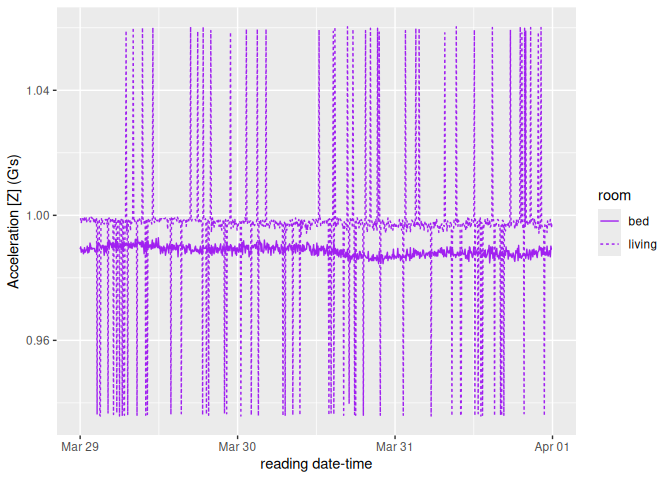 1.04
1.00
0.96
Acceleration [Z] (G's)
Mar 29
Mar 30
Mar 31
Apr 01
reading date-time
room
bed
living